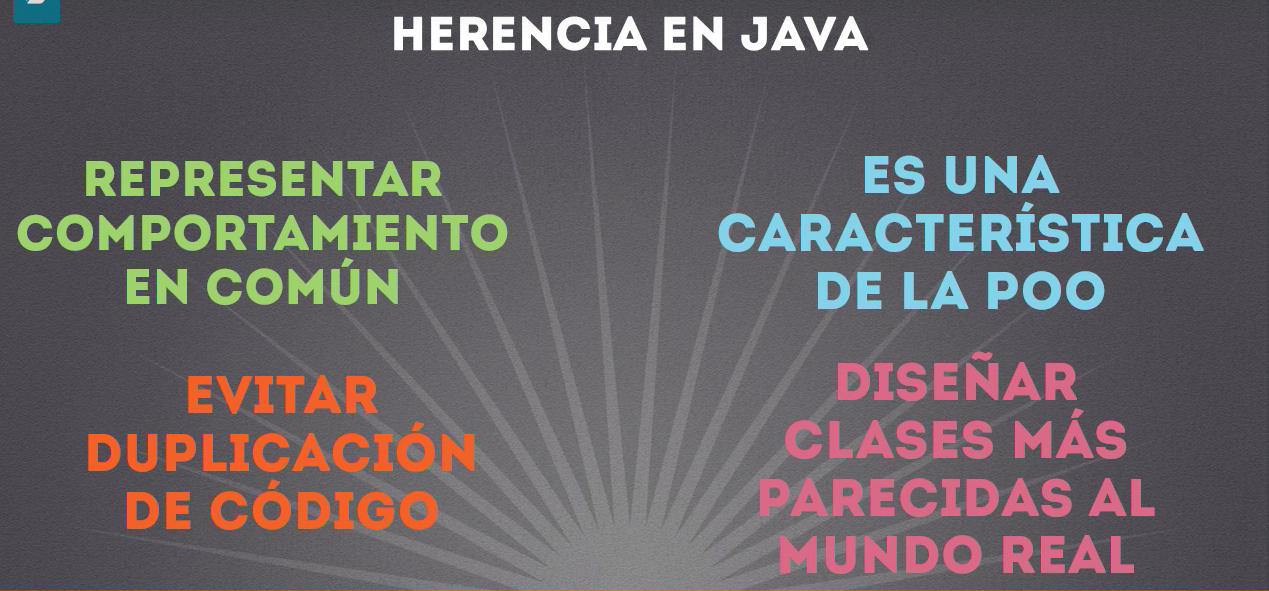 HERENCIA EN JAVA
REPRESENTAR
COMPORTAMIENTO
EN COMÚN
ES UNA
CARACTERÍSTICA
DE LA POO
EVITAR
DUPLICACIÓN
DE CÓDIGO
DISEÑAR
CLASES MÁS
PARECIDAS AL
MUNDO REAL